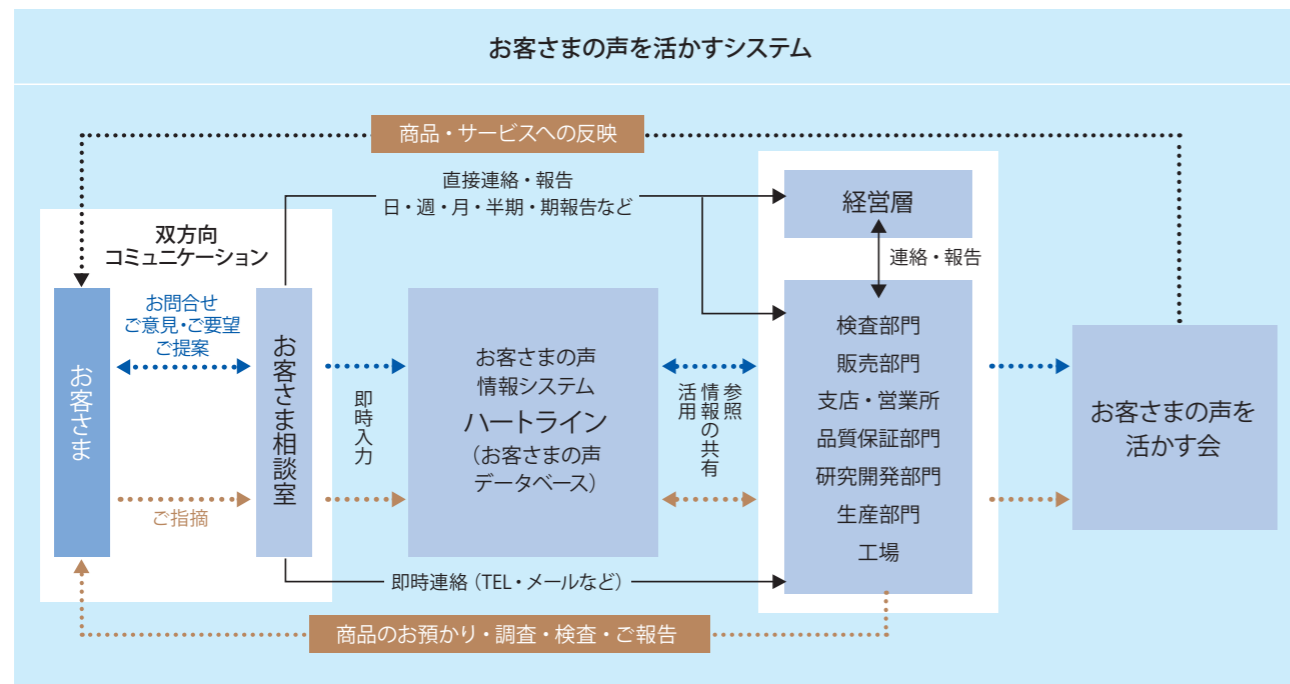 お客さまの声を活かすシステム
商品・サービスへの反映
直接連絡・報告
日・週・月・半期・期報告など
経営層
連絡・報告
双方向
コミュニケーション
お客さま
お問合せ
ご意見・ご要望
ご提案
ご指摘
お客さま相談室
即時入力
お客さまの声
情報システム
ハートライン
（お客さまの声
データベース）
参照
情報の共有
活用
検査部門
販売部門
支店・営業所
品質保証部門
研究開発部門
生産部門
工場
お客さまの声を
活かす会
即時連絡（TEL・メールなど）
商品のお預かり・調査・検査・ご報告